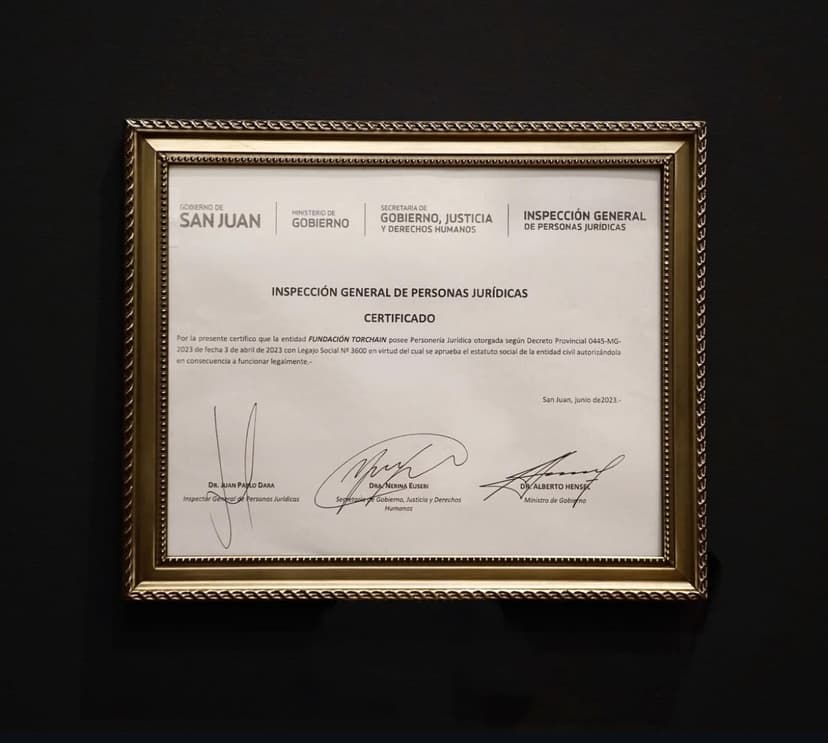 GOBIERNO DE
SAN JUAN
MINISTERIO DE
GOBIERNO
SECRETARÍA DE
GOBIERNO, JUSTICIA
Y DERECHOS HUMANOS
INSPECCIÓN GENERAL
DE PERSONAS JURÍDICAS
INSPECCIÓN GENERAL DE PERSONAS JURÍDICAS
CERTIFICADO
Por la presente certifico que la entidad FUNDACIÓN TORCHAIN posee Personería Jurídica otorgada según Decreto Provincial 0445-MG-
2023 de fecha 3 de abril de 2023 con Legajo Social Nº 3600 en virtud del cual se aprueba el estatuto social de la entidad civil autorizándola
en consecuencia a funcionar legalmente.-
San Juan, junio de2023.-
DR. JUAN PABLO DARA
Inspector General de Personas Jurídicas
DRA. NERINA EUSEBI
Secretaria de Gobierno, Justicia y Derechos
Humanos
DR. ALBERTO HENSEL
Ministro de Gobierno